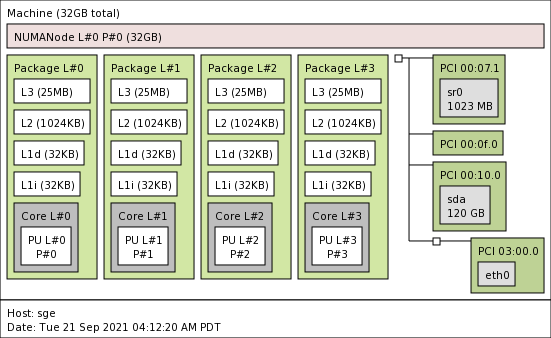 Machine (32GB total)
NUMANode L#0 P#0 (32GB)
Package L#0
L3 (25MB)
L2 (1024KB)
L1d (32KB)
L1i (32KB)
Core L#0
PU L#0
P#0
Package L#1
L3 (25MB)
L2 (1024KB)
L1d (32KB)
L1i (32KB)
Core L#1
PU L#1
P#1
Package L#2
L3 (25MB)
L2 (1024KB)
L1d (32KB)
L1i (32KB)
Core L#2
PU L#2
P#2
Package L#3
L3 (25MB)
L2 (1024KB)
L1d (32KB)
L1i (32KB)
Core L#3
PU L#3
P#3
PCI 00:07.1
sr0
1023 MB
PCI 00:0f.0
PCI 00:10.0
sda
120 GB
PCI 03:00.0
eth0
Host: sge
Date: Tue 21 Sep 2021 04:12:20 AM PDT